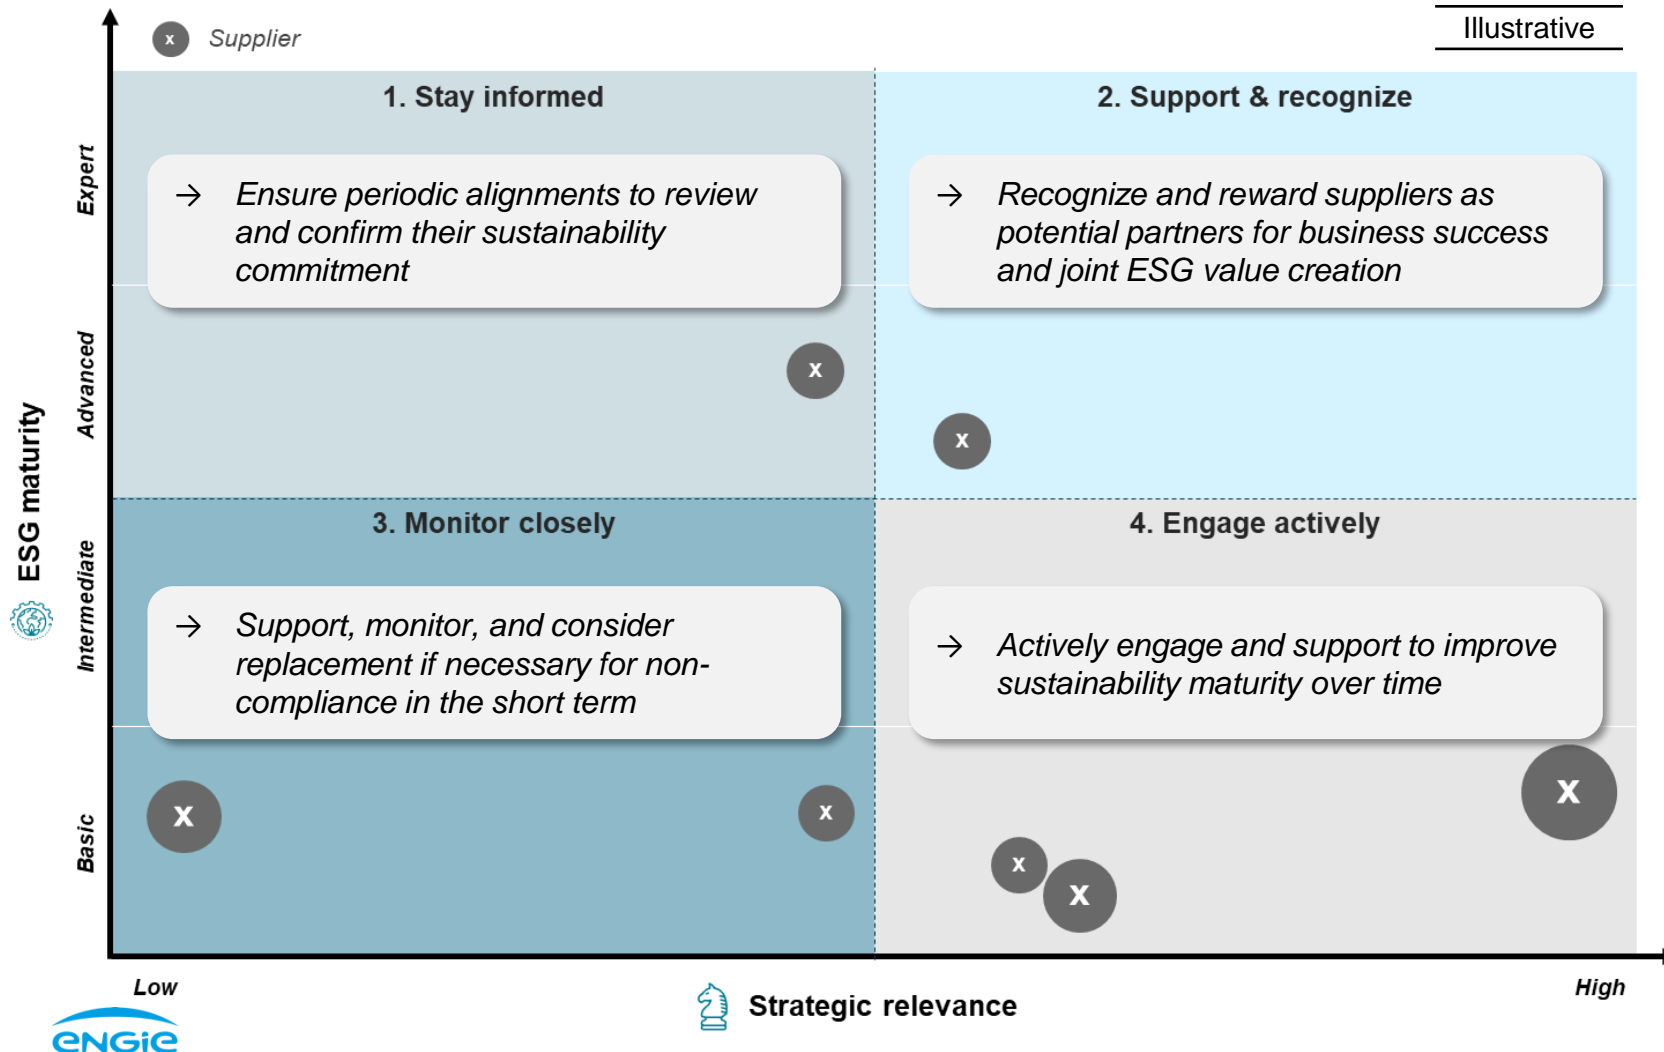 x Supplier
Illustrative
1. Stay informed
→ Ensure periodic alignments to review
and confirm their sustainability
commitment
2. Support & recognize
→ Recognize and reward suppliers as
potential partners for business success
and joint ESG value creation
x
x
3. Monitor closely
→ Support, monitor, and consider
replacement if necessary for non-
compliance in the short term
x
x
4. Engage actively
→ Actively engage and support to improve
sustainability maturity over time
x
x
x
ESG maturity
Expert
Advanced
Intermediate
Basic
Low
Strategic relevance
High
ENGIE